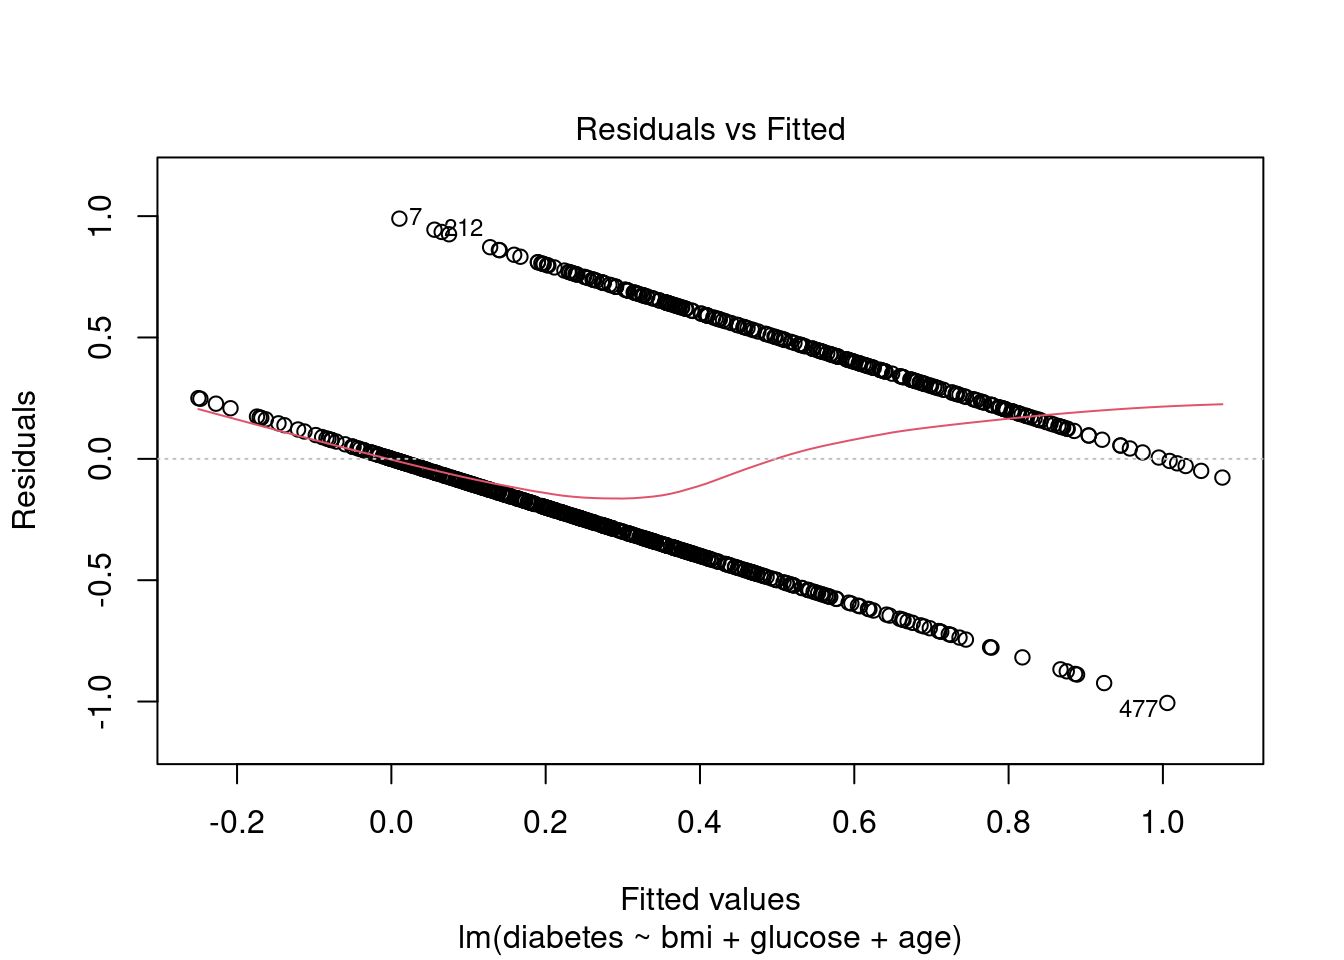 Residuals vs Fitted
Residuals
1.0
0.5
0.0
-0.5
-1.0
7
212
477
-0.2 0.0 0.2 0.4 0.6 0.8 1.0
Fitted values
lm(diabetes ~ bmi + glucose + age)